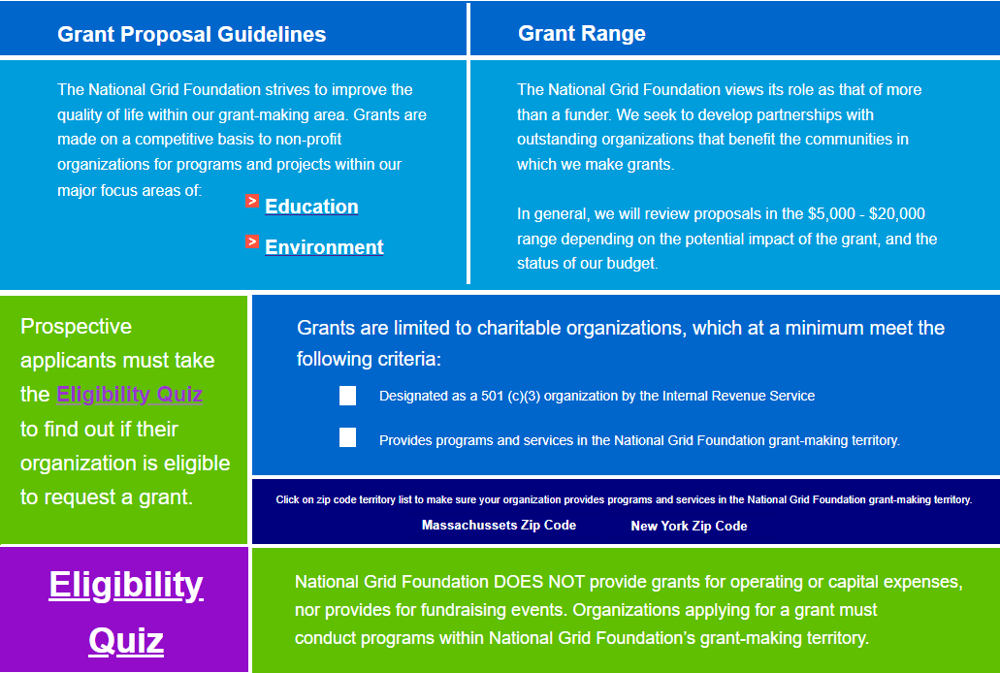 Grant Proposal Guidelines
The National Grid Foundation strives to improve the
quality of life within our grant-making area. Grants are
made on a competitive basis to non-profit
organizations for programs and projects within our
major focus areas of:
> Education
> Environment
Grant Range
The National Grid Foundation views its role as that of more
than a funder. We seek to develop partnerships with
outstanding organizations that benefit the communities in
which we make grants.
In general, we will review proposals in the $5,000 - $20,000
range depending on the potential impact of the grant, and the
status of our budget.
Prospective
applicants must take
the Eligibility Quiz
to find out if their
organization is eligible
to request a grant.
Grants are limited to charitable organizations, which at a minimum meet the
following criteria:
Designated as a 501 (c)(3) organization by the Internal Revenue Service
Provides programs and services in the National Grid Foundation grant-making territory.
Click on zip code territory list to make sure your organization provides programs and services in the National Grid Foundation grant-making territory.
Massachussets Zip Code New York Zip Code
Eligibility
Quiz
National Grid Foundation DOES NOT provide grants for operating or capital expenses,
nor provides for fundraising events. Organizations applying for a grant must
conduct programs within National Grid Foundation’s grant-making territory.